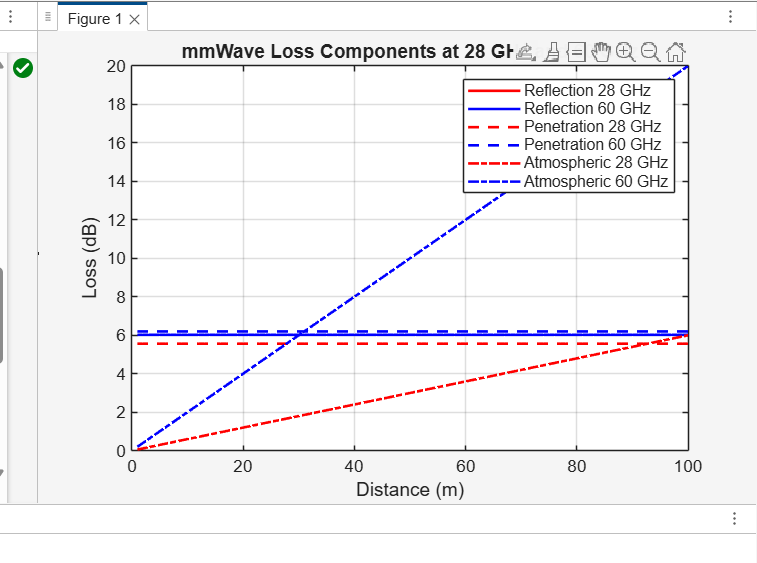 Figure 1
mmWave Loss Components at 28 GH
20
18
16
14
12
10
8
6
4
2
0
Loss (dB)
Reflection 28 GHz
Reflection 60 GHz
Penetration 28 GHz
Penetration 60 GHz
Atmospheric 28 GHz
Atmospheric 60 GHz
0 20 40 60 80 100
Distance (m)